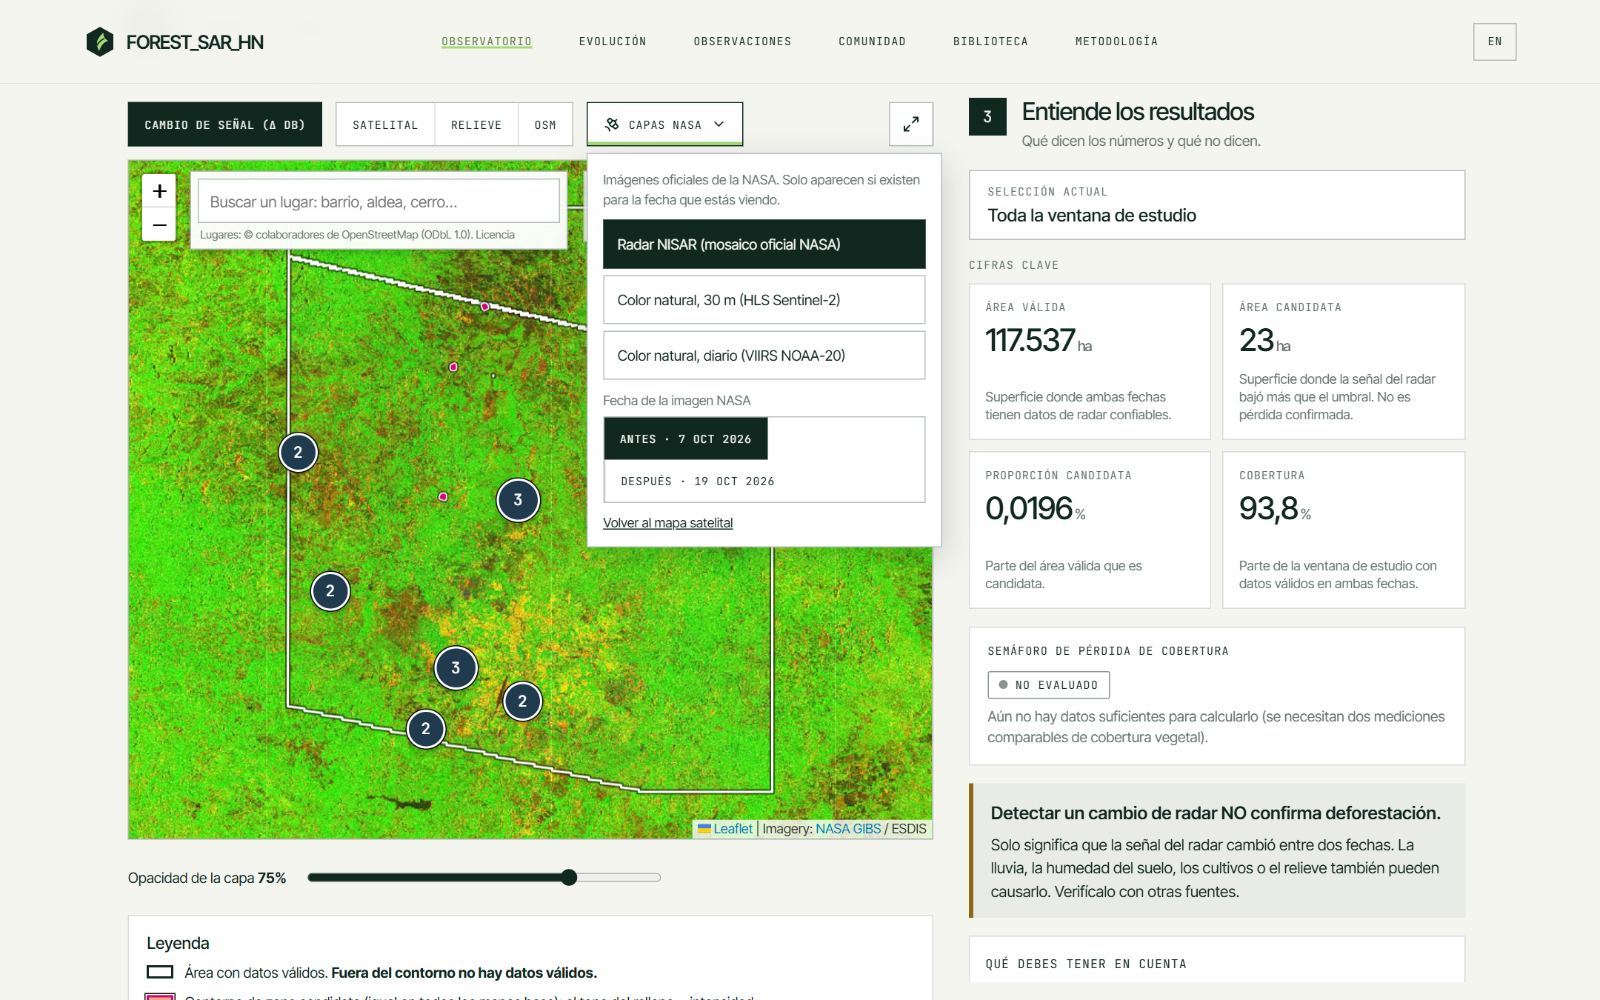 FOREST_SAR_HN
OBSERVATORIO
EVOLUCIÓN
OBSERVACIONES
COMUNIDAD
BIBLIOTECA
METODOLOGÍA
EN
CAMBIO DE SEÑAL (Δ DB)
SATELITAL
RELIEVE
OSM
CAPAS NASA
+
−
Buscar un lugar: barrio, aldea, cerro...
Lugares: © colaboradores de OpenStreetMap (ODbL 1.0). Licencia
Imágenes oficiales de la NASA. Solo aparecen si existen
para la fecha que estás viendo.
Radar NISAR (mosaico oficial NASA)
Color natural, 30 m (HLS Sentinel-2)
Color natural, diario (VIIRS NOAA-20)
Fecha de la imagen NASA
ANTES · 7 OCT 2026
DESPUÉS · 19 OCT 2026
Volver al mapa satelital
2
3
2
3
2
2
Leaflet | Imagery: NASA GIBS / ESDIS
Opacidad de la capa 75%
Leyenda
Área con datos válidos. Fuera del contorno no hay datos válidos.
3
Entiende los resultados
Qué dicen los números y qué no dicen.
SELECCIÓN ACTUAL
Toda la ventana de estudio
CIFRAS CLAVE
ÁREA VÁLIDA
117.537 ha
Superficie donde ambas fechas
tienen datos de radar confiables.
ÁREA CANDIDATA
23 ha
Superficie donde la señal del radar
bajó más que el umbral. No es
pérdida confirmada.
PROPORCIÓN CANDIDATA
0,0196 %
Parte del área válida que es
candidata.
COBERTURA
93,8 %
Parte de la ventana de estudio con
datos válidos en ambas fechas.
SEMÁFORO DE PÉRDIDA DE COBERTURA
NO EVALUADO
Aún no hay datos suficientes para calcularlo (se necesitan dos mediciones
comparables de cobertura vegetal).
Detectar un cambio de radar NO confirma deforestación.
Solo significa que la señal del radar cambió entre dos fechas. La
lluvia, la humedad del suelo, los cultivos o el relieve también pueden
causarlo. Verifícalo con otras fuentes.
QUÉ DEBES TENER EN CUENTA